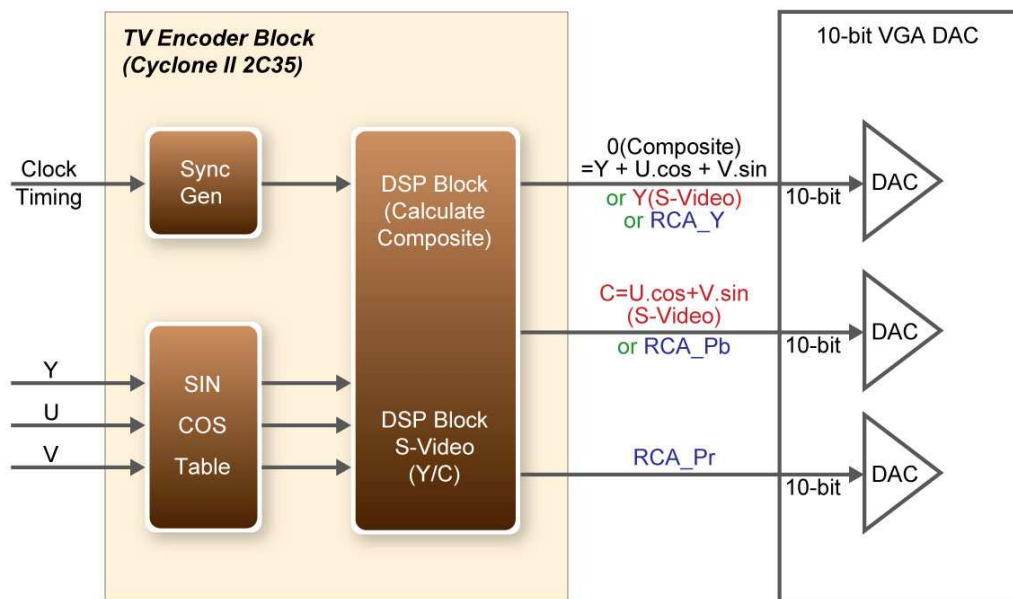 TV Encoder Block
(Cyclone II 2C35)
10-bit VGA DAC
Clock
Timing
Sync
Gen
DSP Block
(Calculate
Composite)
0(Composite)
=Y + U.cos + V.sin
or Y(S-Video)
or RCA_Y
10-bit
DAC
C=U.cos+V.sin
(S-Video)
or RCA_Pb
10-bit
DAC
Y
U
V
SIN
COS
Table
DSP Block
S-Video
(Y/C)
RCA_Pr
10-bit
DAC